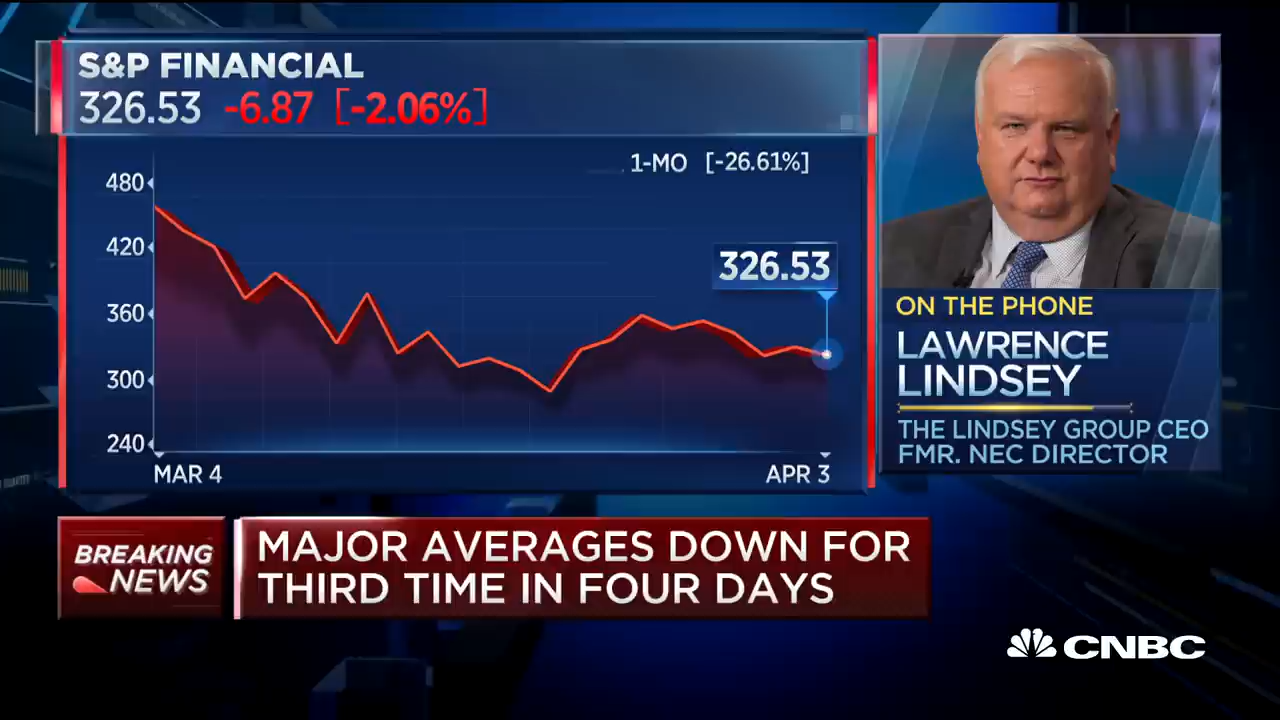 S&P FINANCIAL
326.53 -6.87 [-2.06%]
1-MO [-26.61%]
480
420
360
300
240
326.53
MAR 4
APR 3
ON THE PHONE
LAWRENCE
LINDSEY
THE LINDSEY GROUP CEO
FMR. NEC DIRECTOR
BREAKING
NEWS
MAJOR AVERAGES DOWN FOR
THIRD TIME IN FOUR DAYS
CNBC